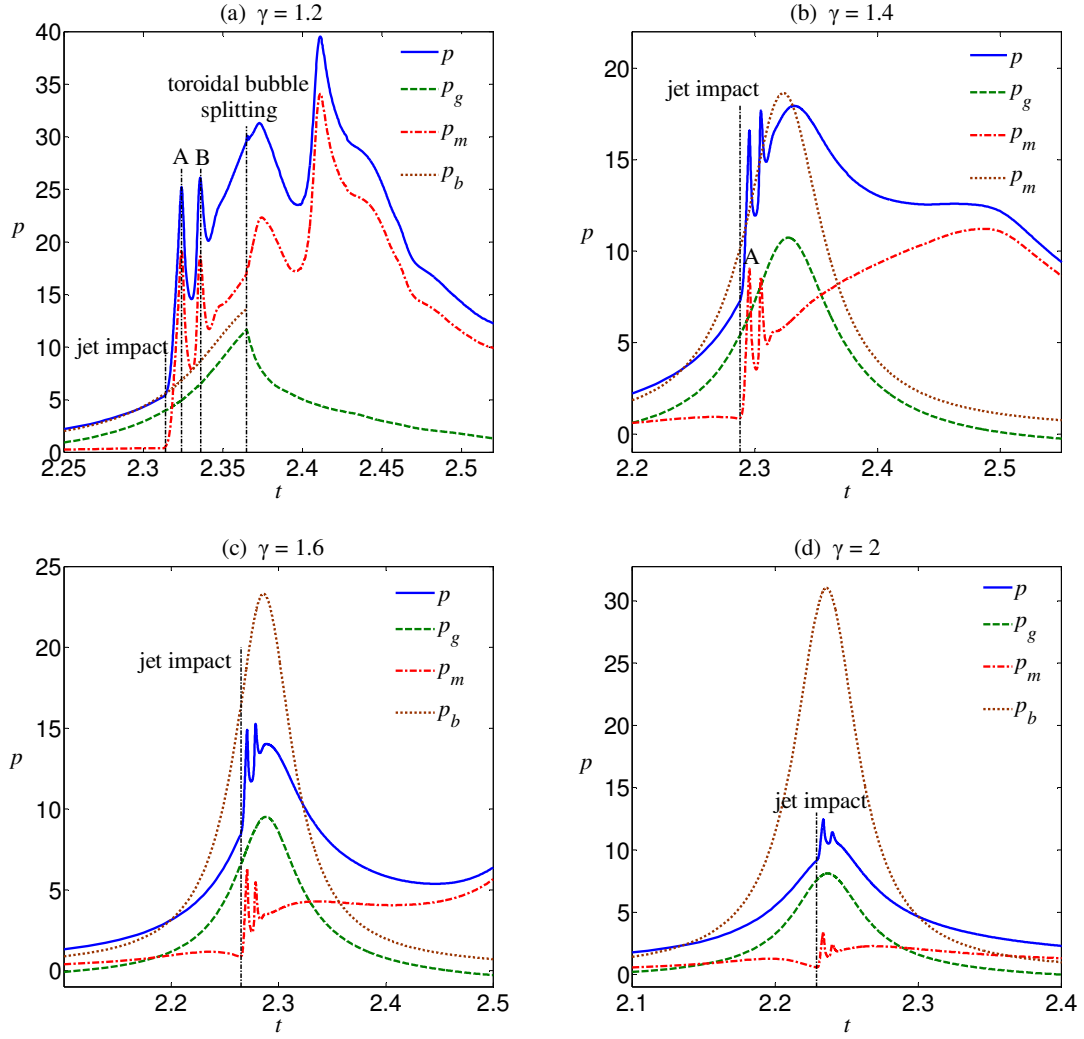 (a) γ = 1.2
40
35
30
25
20
15
10
5
0
p
p
p_g
p_m
p_b
toroidal bubble
splitting
A B
jet impact
2.25 2.3 2.35 2.4 2.45 2.5
t
(b) γ = 1.4
20
15
10
5
0
p
p
p_g
p_m
p_m
jet impact
A
2.2 2.3 2.4 2.5
t
(c) γ = 1.6
25
20
15
10
5
0
p
p
p_g
p_m
p_b
jet impact
2.2 2.3 2.4 2.5
t
(d) γ = 2
30
25
20
15
10
5
0
p
p
p_g
p_m
p_b
jet impact
2.1 2.2 2.3 2.4
t